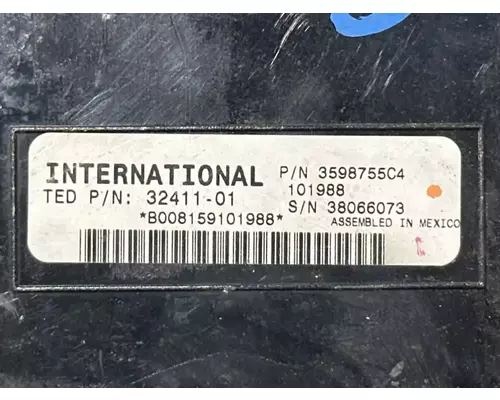 INTERNATIONAL P/N 3598755C4
101988
TED P/N: 32411-01 S/N 38066073
*B008159101988* ASSEMBLED IN MEXICO